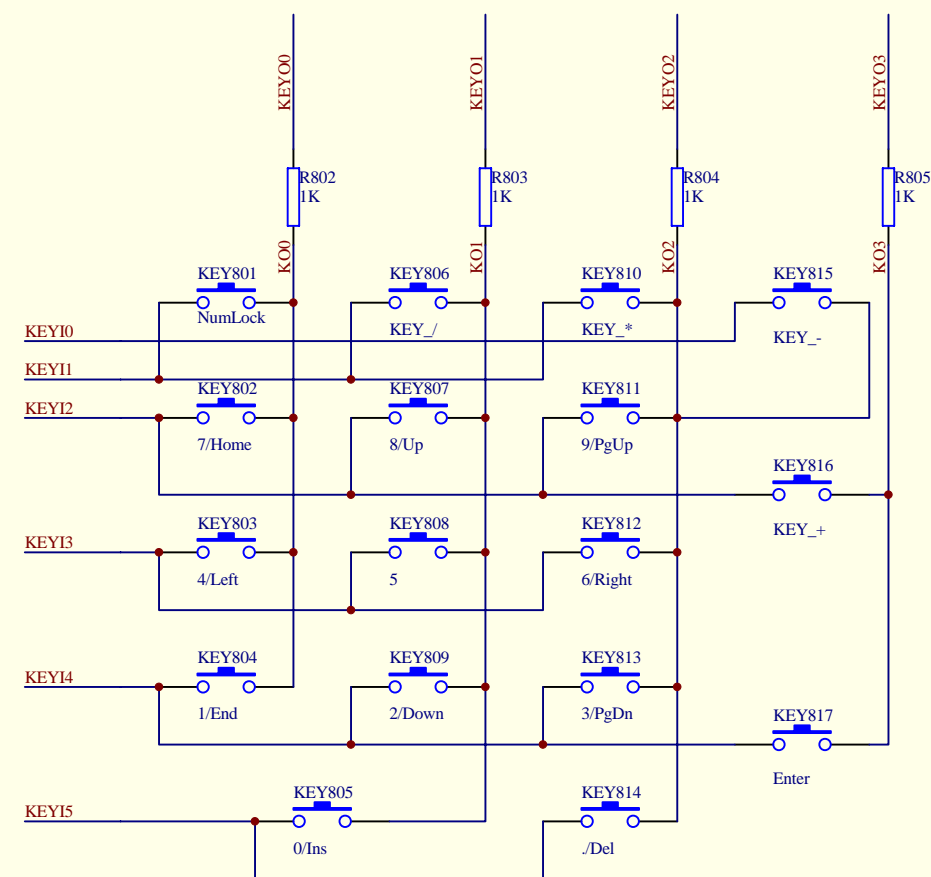 KEYO0
KEYO1
KEYO2
KEYO3
R802
1K
R803
1K
R804
1K
R805
1K
KO0
KO1
KO2
KO3
KEY801
NumLock
KEY806
KEY_/
KEY810
KEY_*
KEY815
KEY_-
KEYI0
KEYI1
KEYI2
KEY802
7/Home
KEY807
8/Up
KEY811
9/PgUp
KEY816
KEY_+
KEYI3
KEY803
4/Left
KEY808
5
KEY812
6/Right
KEYI4
KEY804
1/End
KEY809
2/Down
KEY813
3/PgDn
KEY817
Enter
KEYI5
KEY805
0/Ins
KEY814
./Del